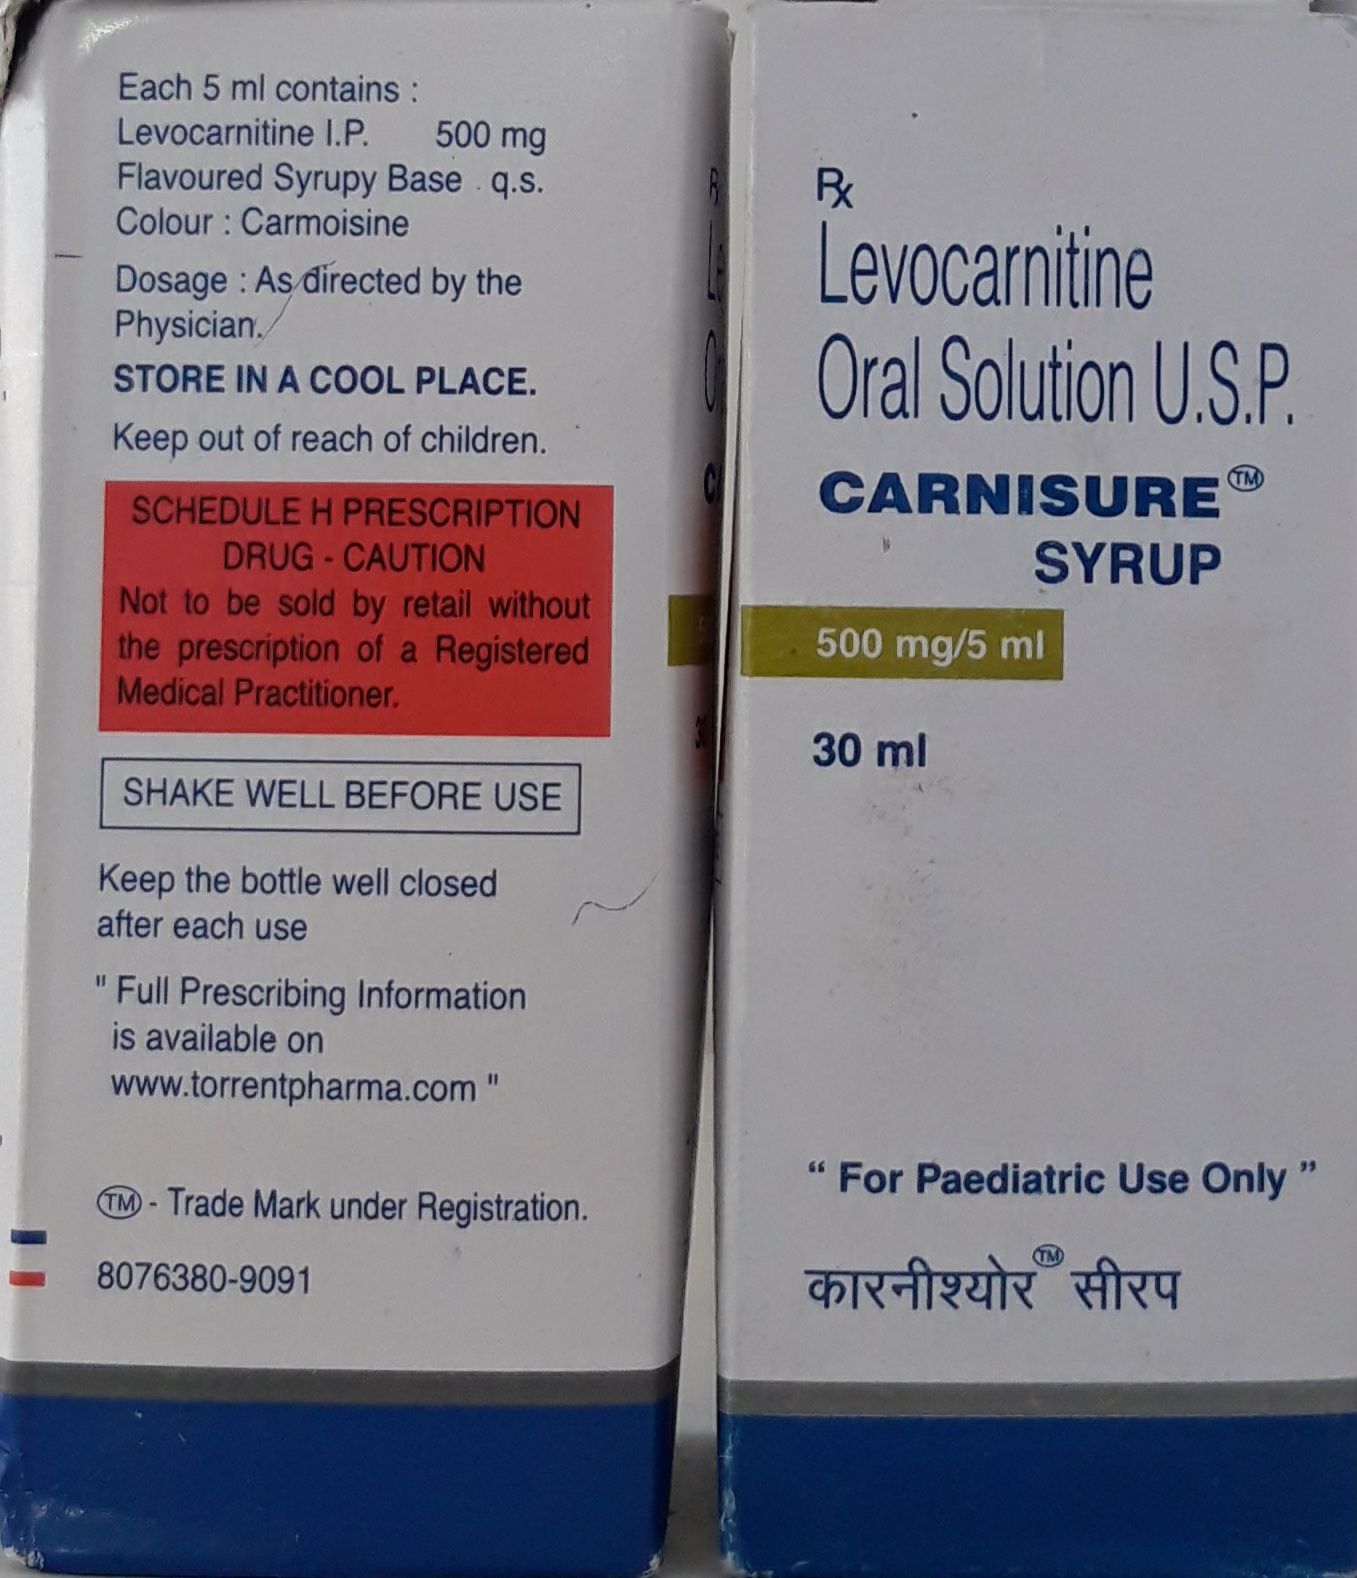 Each 5 ml contains :
Levocarnitine I.P. 500 mg
Flavoured Syrupy Base q.s.
Colour : Carmoisine
Dosage : As directed by the
Physician.
STORE IN A COOL PLACE.
Keep out of reach of children.
SCHEDULE H PRESCRIPTION
DRUG - CAUTION
Not to be sold by retail without
the prescription of a Registered
Medical Practitioner.
SHAKE WELL BEFORE USE
Keep the bottle well closed
after each use
" Full Prescribing Information
is available on
www.torrentpharma.com "
TM - Trade Mark under Registration.
8076380-9091
Rx
Levocarnitine
Oral Solution U.S.P.
CARNISURE TM
SYRUP
500 mg/5 ml
30 ml
“ For Paediatric Use Only ”
कारनीश्योर TM सीरप